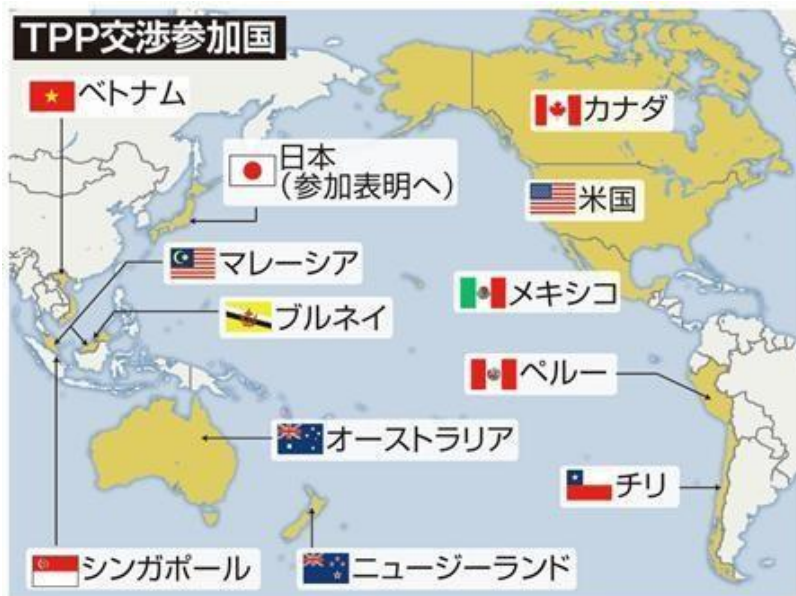 TPP交渉参加国
ベトナム
カナダ
日本
(参加表明へ)
米国
マレーシア
メキシコ
ブルネイ
ペルー
オーストラリア
チリ
シンガポール
ニュージーランド